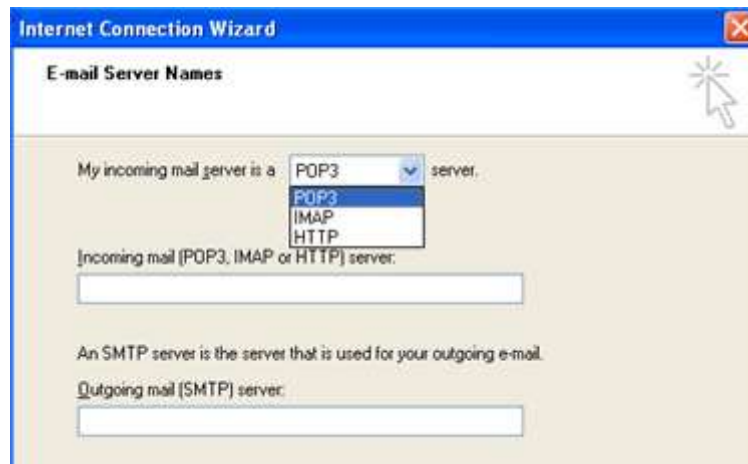 Internet Connection Wizard
E-mail Server Names
My incoming mail server is a POP3 server.
POP3
IMAP
HTTP
Incoming mail (POP3, IMAP or HTTP) server:
An SMTP server is the server that is used for your outgoing e-mail.
Outgoing mail (SMTP) server: